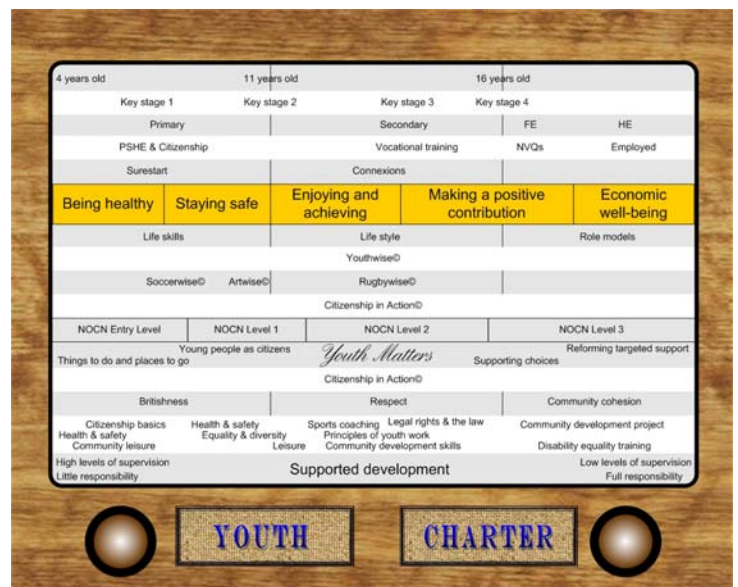 4 years old 11 years old 16 years old
Key stage 1 Key stage 2 Key stage 3 Key stage 4
Primary Secondary FE HE
PSHE & Citizenship Vocational training NVQs Employed
Surestart Connexions
Being healthy Staying safe Enjoying and achieving Making a positive contribution Economic well-being
Life skills Life style Role models
Youthwise©
Soccerwise© Artwise© Rugbywise©
Citizenship in Action©
NOCN Entry Level NOCN Level 1 NOCN Level 2 NOCN Level 3
Things to do and places to go Young people as citizens Youth Matters Supporting choices Reforming targeted support
Citizenship in Action©
Britishness Respect Community cohesion
Citizenship basics Health & safety Sports coaching Legal rights & the law Community development project
Health & safety Equality & diversity Principles of youth work
Community leisure Leisure Community development skills Disability equality training
High levels of supervision Supported development Low levels of supervision
Little responsibility Full responsibility
YOUTH CHARTER